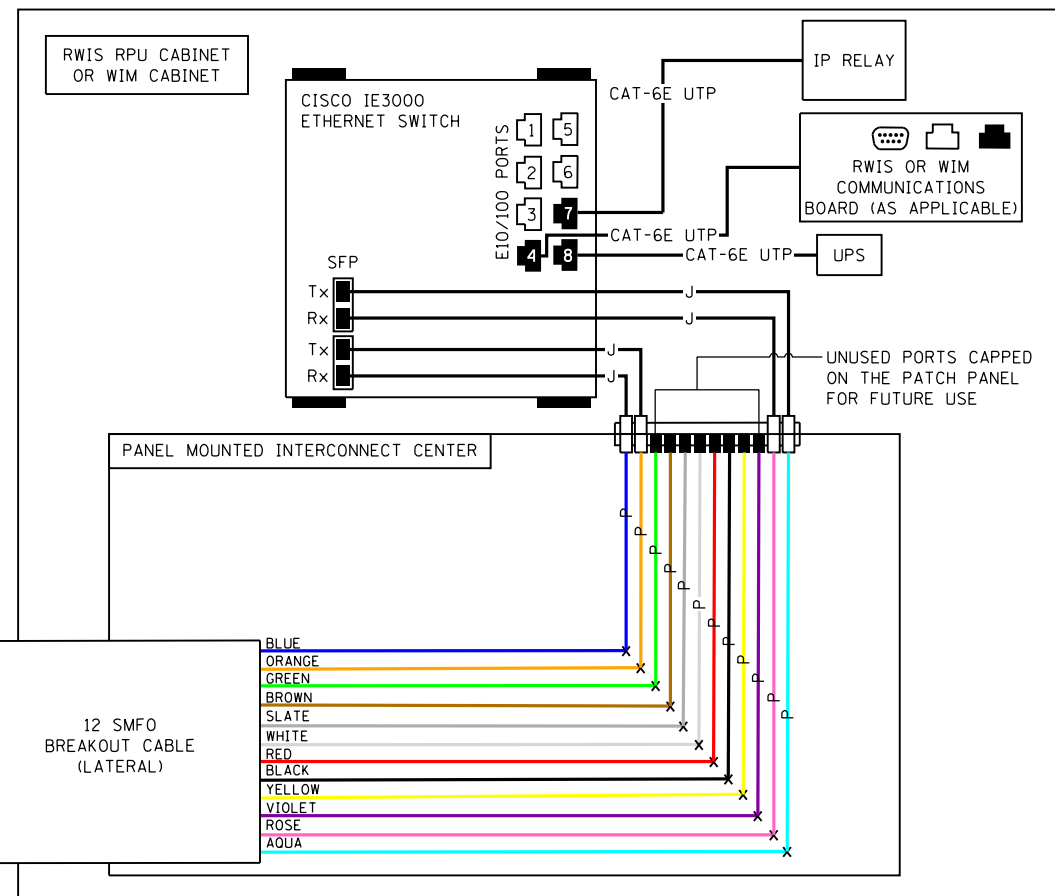 RWIS RPU CABINET
OR WIM CABINET
CISCO IE3000
ETHERNET SWITCH
E10/100 PORTS
1
5
2
6
3
7
4
8
CAT-6E UTP
IP RELAY
RWIS OR WIM
COMMUNICATIONS
BOARD (AS APPLICABLE)
CAT-6E UTP
CAT-6E UTP
UPS
SFP
Tx
J
Rx
J
Tx
J
Rx
J
UNUSED PORTS CAPPED
ON THE PATCH PANEL
FOR FUTURE USE
PANEL MOUNTED INTERCONNECT CENTER
P
P
P
P
P
P
P
P
P
P
P
P
BLUE
ORANGE
GREEN
BROWN
SLATE
WHITE
RED
BLACK
YELLOW
VIOLET
ROSE
AQUA
12 SMFO
BREAKOUT CABLE
(LATERAL)